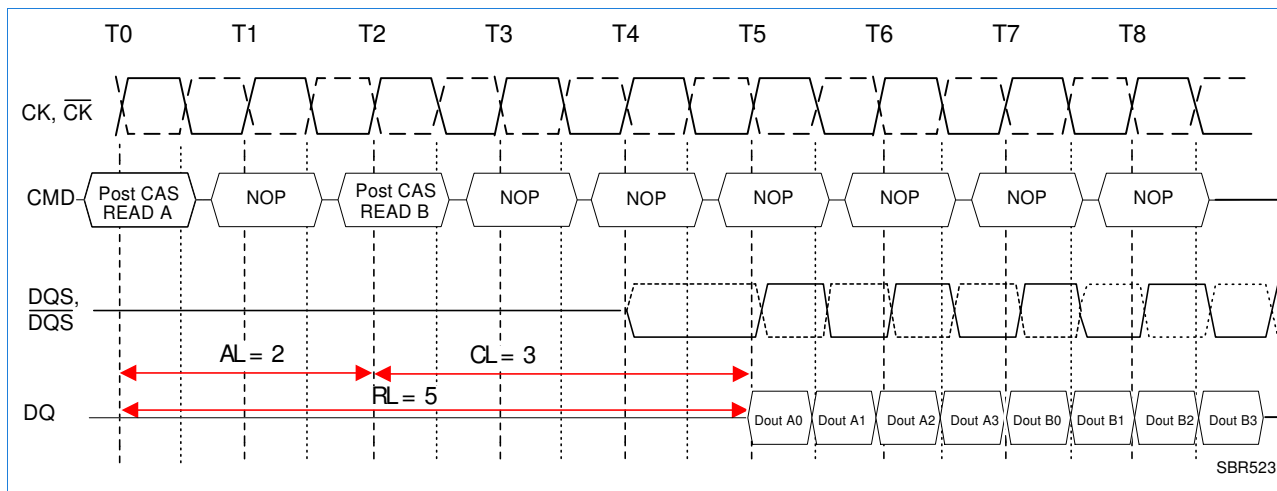 T0 T1 T2 T3 T4 T5 T6 T7 T8
CK, C̅K̅
CMD
Post CAS
READ A
NOP
Post CAS
READ B
NOP
NOP
NOP
NOP
NOP
NOP
DQS,
D̅Q̅S̅
AL = 2
CL = 3
RL = 5
DQ
Dout A0 Dout A1 Dout A2 Dout A3 Dout B0 Dout B1 Dout B2 Dout B3
SBR523